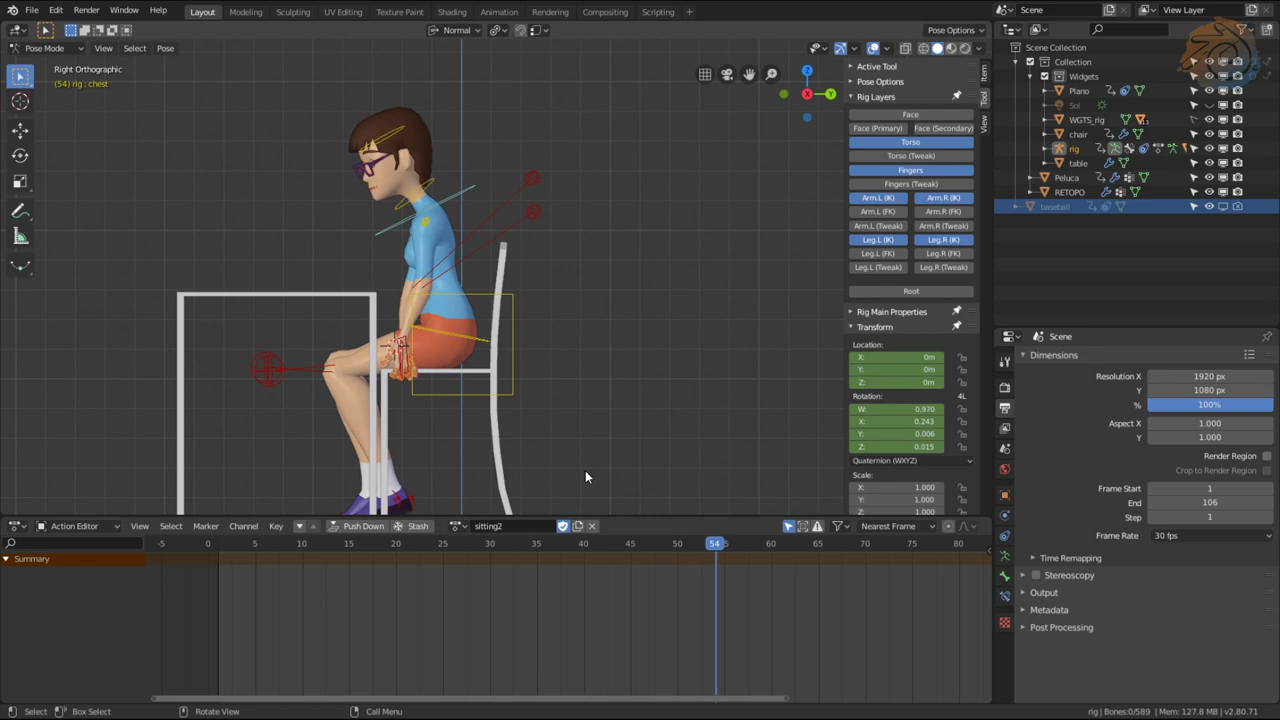 File Edit Render Window Help Layout Modeling Sculpting UV Editing Texture Paint Shading Animation Rendering Compositing Scripting + Scene View Layer
Normal Pose Options
Pose Mode View Select Pose
Right Orthographic
(54) rig : chest
Z
X
Y
Active Tool
Pose Options
Rig Layers
Face
Face (Primary) Face (Secondary)
Torso
Torso (Tweak)
Fingers
Fingers (Tweak)
Arm.L (IK) Arm.R (IK)
Arm.L (FK) Arm.R (FK)
Arm.L (Tweak) Arm.R (Tweak)
Leg.L (IK) Leg.R (IK)
Leg.L (FK) Leg.R (FK)
Leg.L (Tweak) Leg.R (Tweak)
Root
Rig Main Properties
Transform
Location:
X: 0m
Y: 0m
Z: 0m
Rotation: 4L
W: 0.970
X: 0.243
Y: 0.006
Z: 0.015
Quaternion (WXYZ)
Scale:
X: 1.000
Y: 1.000
Z: 1.000
Item
Tool
View
Scene Collection
Collection
Widgets
Plano
Sol
WGTS_rig
chair
rig
table
Peluca
RETOPO
baseball
Scene
Dimensions
Resolution X 1920 px
Y 1080 px
% 100%
Aspect X 1.000
Y 1.000
Render Region
Crop to Render Region
Frame Start 1
End 106
Step 1
Frame Rate 30 fps
Time Remapping
Stereoscopy
Output
Metadata
Post Processing
Action Editor View Select Marker Channel Key Push Down Stash sitting2 Nearest Frame
-5 0 5 10 15 20 25 30 35 40 45 50 54 60 65 70 75 80
Summary
Select Box Select Rotate View Call Menu rig | Bones:0/589 | Mem: 127.8 MB | v2.80.71